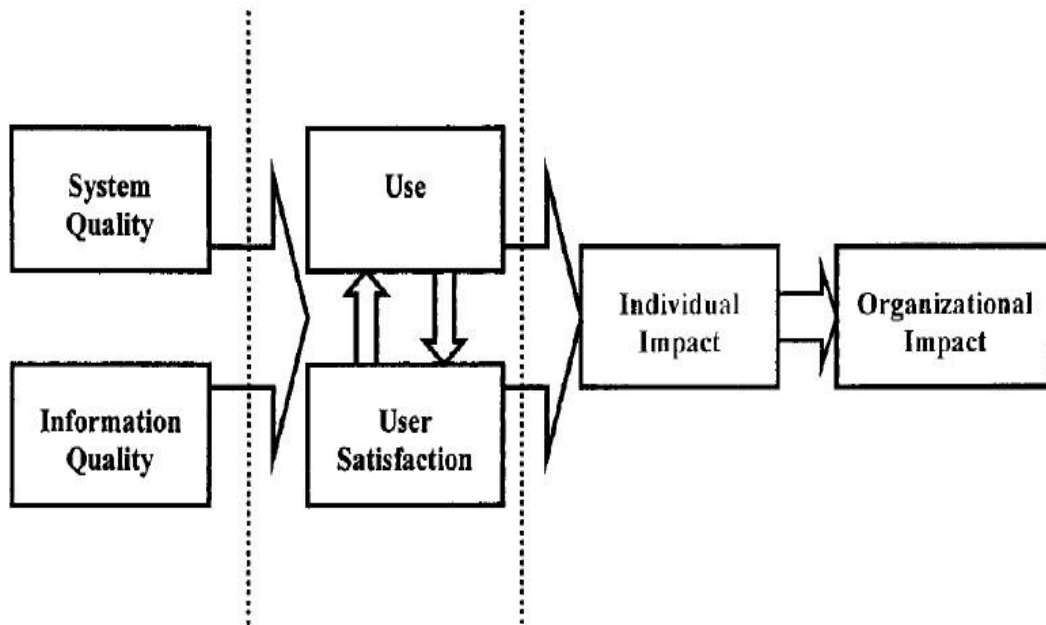 System
Quality
Information
Quality
Use
User
Satisfaction
Individual
Impact
Organizational
Impact